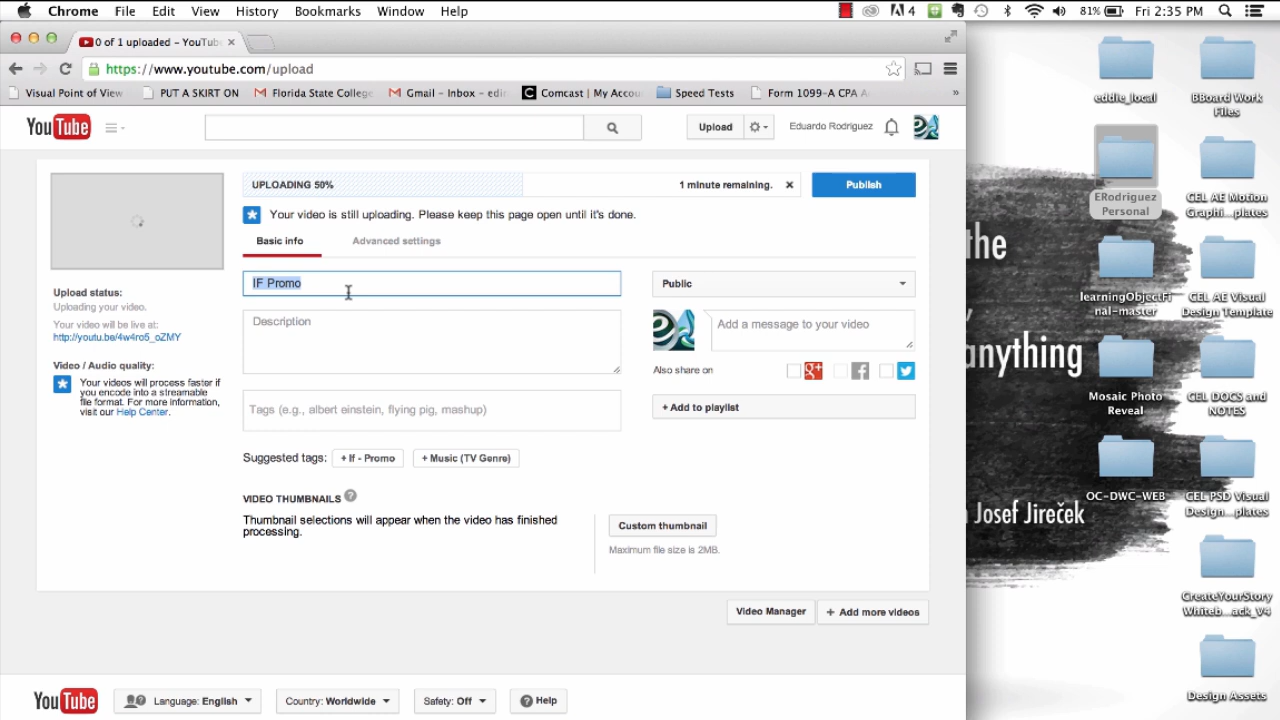 Chrome File Edit View History Bookmarks Window Help
4 81% Fri 2:35 PM
0 of 1 uploaded – YouTub
https://www.youtube.com/upload
Visual Point of View PUT A SKIRT ON Florida State College Gmail – Inbox – edi Comcast | My Accou Speed Tests Form 1099-A CPA
»
YouTube
Upload
Eduardo Rodriguez
UPLOADING 50%
1 minute remaining.
Publish
Your video is still uploading. Please keep this page open until it's done.
Basic info
Advanced settings
IF Promo
Public
Upload status:
Uploading your video.
Your video will be live at:
http://youtu.be/4w4ro5_oZMY
Description
Add a message to your video
Video / Audio quality:
Your videos will process faster if
you encode into a streamable
file format. For more information,
visit our Help Center.
Also share on
Tags (e.g., albert einstein, flying pig, mashup)
+ Add to playlist
Suggested tags: + If - Promo + Music (TV Genre)
VIDEO THUMBNAILS ?
Thumbnail selections will appear when the video has finished
processing.
Custom thumbnail
Maximum file size is 2MB.
Video Manager
+ Add more videos
YouTube
Language: English
Country: Worldwide
Safety: Off
Help
eddie_local
BBoard Work
Files
ERodriguez
Personal
CEL AE Motion
Graphi...plates
the
learningObjectFi
nal-master
CEL AE Visual
Design Template
anything
Mosaic Photo
Reveal
CEL DOCS and
NOTES
OC-DWC-WEB
CEL PSD Visual
Design...plates
Josef Jireček
CreateYourStory
Whiteb...ack_V4
Design Assets